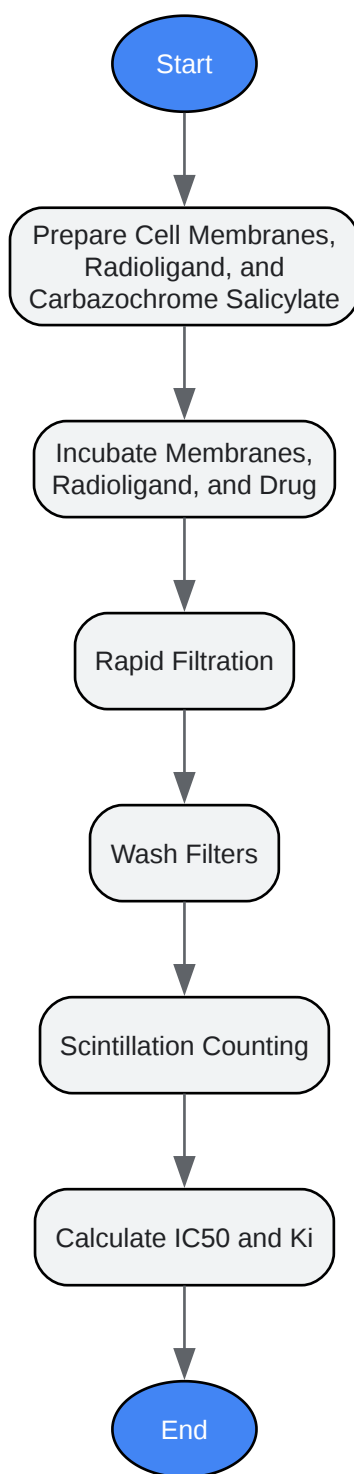 Start
Prepare Cell Membranes,
Radioligand, and
Carbazochrome Salicylate
Incubate Membranes,
Radioligand, and Drug
Rapid Filtration
Wash Filters
Scintillation Counting
Calculate IC50 and Ki
End